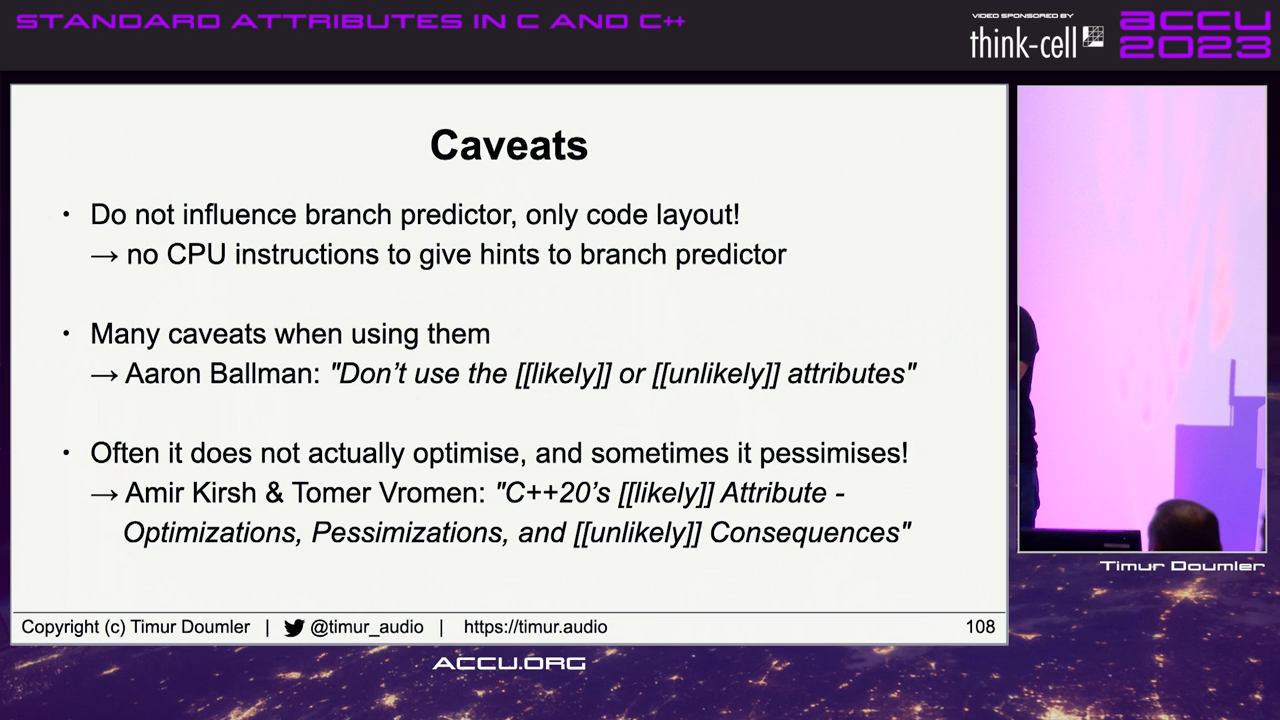 STANDARD ATTRIBUTES IN C AND C++
VIDEO SPONSORED BY
think-cell
ACCU
2023
Caveats
• Do not influence branch predictor, only code layout!
→ no CPU instructions to give hints to branch predictor
• Many caveats when using them
→ Aaron Ballman: "Don’t use the [[likely]] or [[unlikely]] attributes"
• Often it does not actually optimise, and sometimes it pessimises!
→ Amir Kirsh & Tomer Vromen: "C++20’s [[likely]] Attribute -
Optimizations, Pessimizations, and [[unlikely]] Consequences"
Copyright (c) Timur Doumler | @timur_audio | https://timur.audio 108
Timur Doumler
ACCU.ORG